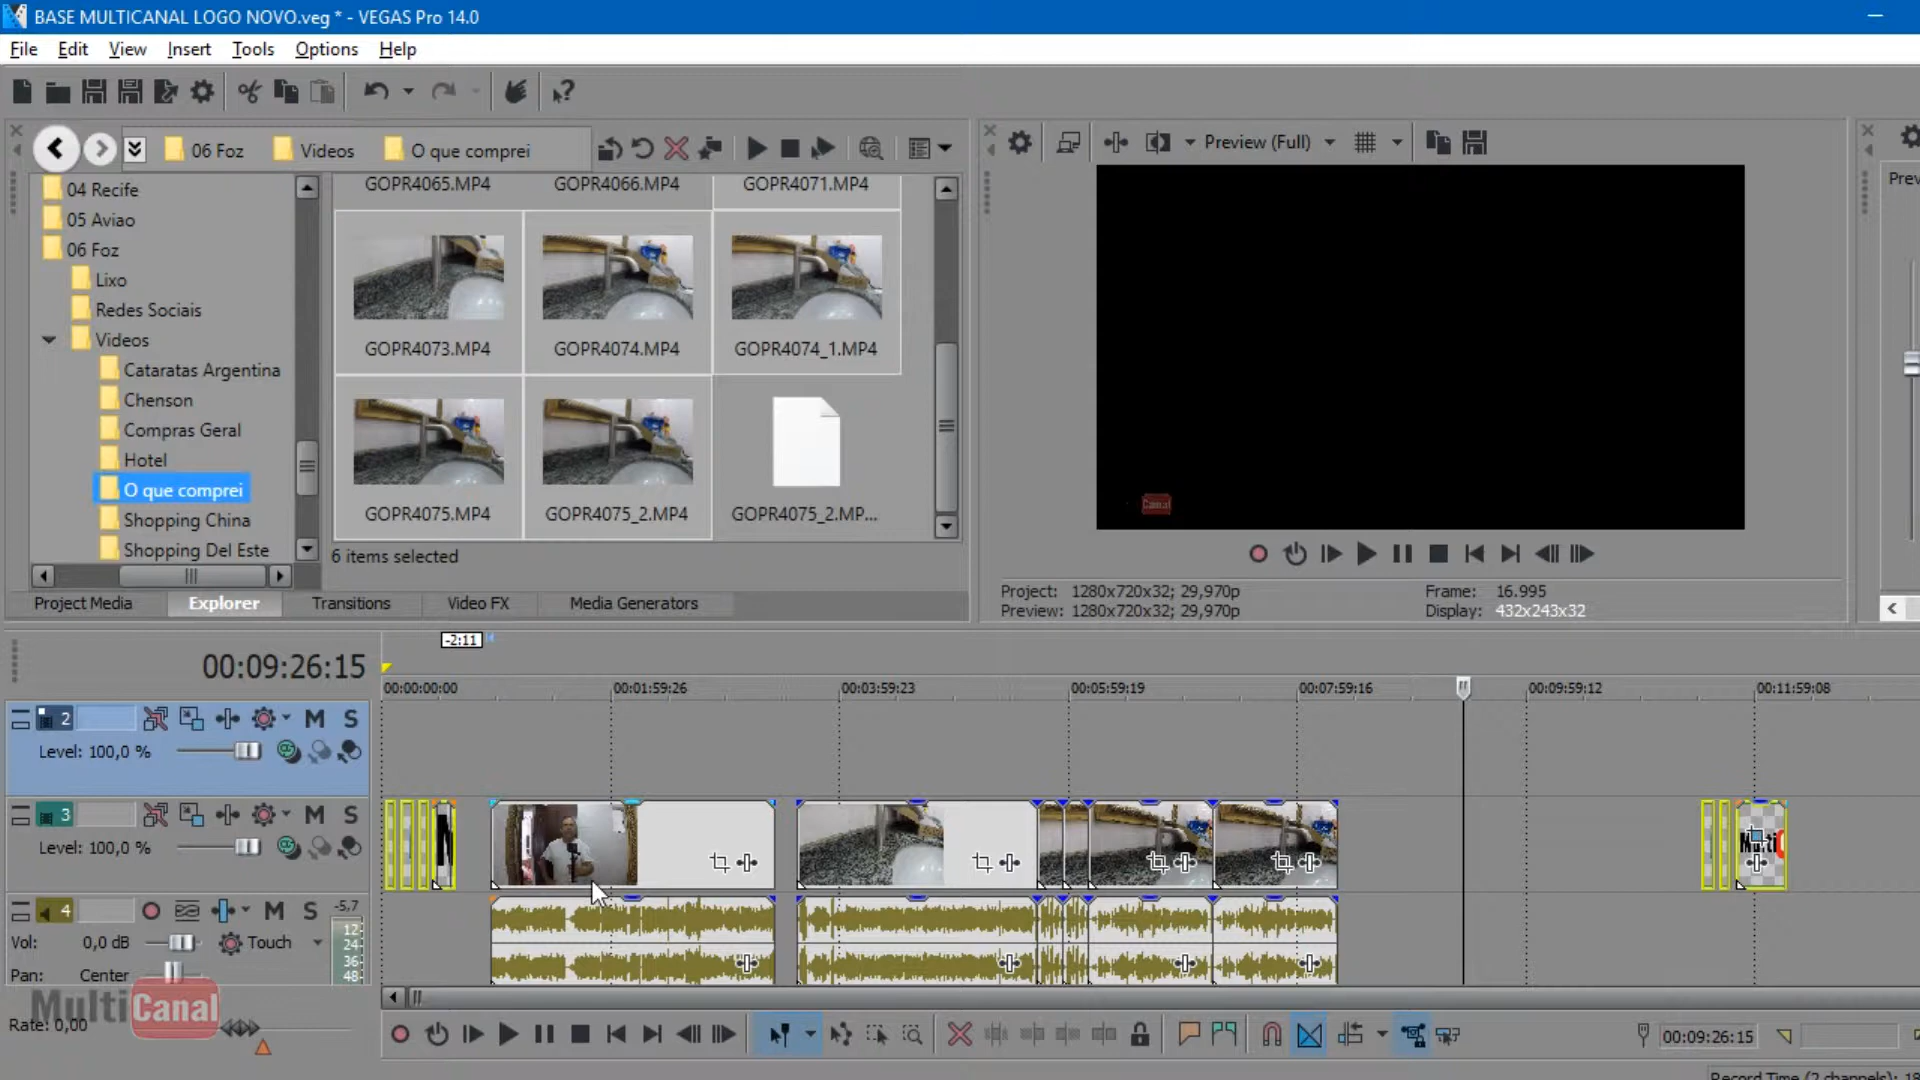 BASE MULTICANAL LOGO NOVO.veg * - VEGAS Pro 14.0
File Edit View Insert Tools Options Help
06 Foz Videos O que comprei
Preview (Full)
04 Recife
05 Aviao
06 Foz
Lixo
Redes Sociais
Videos
Cataratas Argentina
Chenson
Compras Geral
Hotel
O que comprei
Shopping China
Shopping Del Este
GOPR4065.MP4 GOPR4066.MP4 GOPR4071.MP4
GOPR4073.MP4 GOPR4074.MP4 GOPR4074_1.MP4
GOPR4075.MP4 GOPR4075_2.MP4 GOPR4075_2.MP...
6 items selected
Project Media Explorer Transitions Video FX Media Generators
Canal
Project: 1280x720x32; 29,970p Frame: 16.995
Preview: 1280x720x32; 29,970p Display: 432x243x32
-2:11
00:09:26:15
00:00:00:00 00:01:59:26 00:03:59:23 00:05:59:19 00:07:59:16 00:09:59:12 00:11:59:08
2 M S
Level: 100,0 %
3 M S
Level: 100,0 %
4 M S -5,7
Vol: 0,0 dB Touch
Pan: Center
12
24
36
48
Rate: 0,00
MultiCanal
00:09:26:15